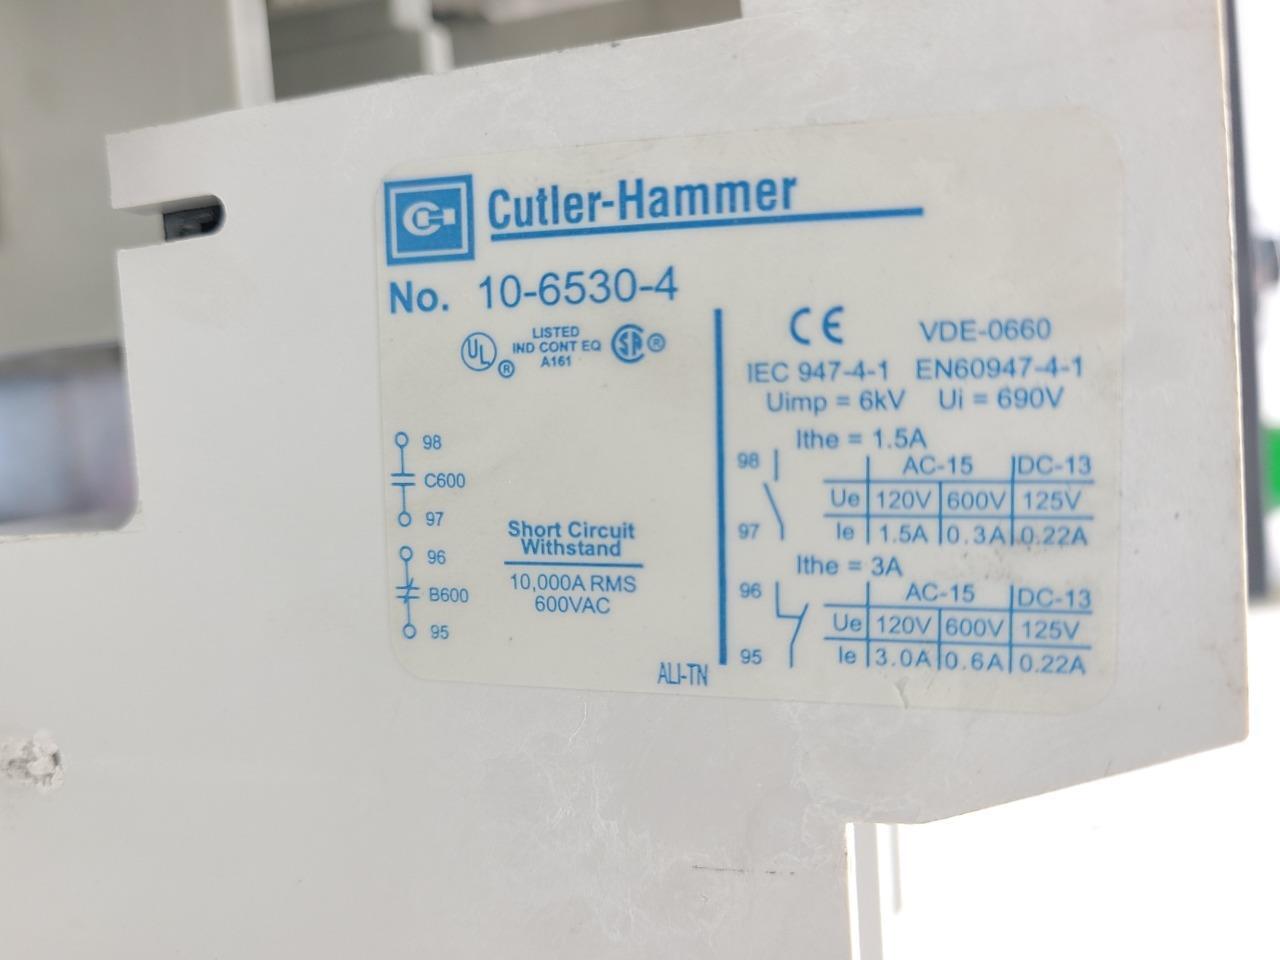 Cutler-Hammer
No. 10-6530-4
UL ® LISTED IND CONT EQ A161 SA ®
98
C600
97
96
B600
95
Short Circuit
Withstand
10,000A RMS
600VAC
ALI-TN
CE VDE-0660
IEC 947-4-1 EN60947-4-1
Uimp = 6kV Ui = 690V
Ithe = 1.5A
98 AC-15 DC-13
Ue 120V 600V 125V
97 Ie 1.5A 0.3A 0.22A
Ithe = 3A
96 AC-15 DC-13
Ue 120V 600V 125V
95 Ie 3.0A 0.6A 0.22A